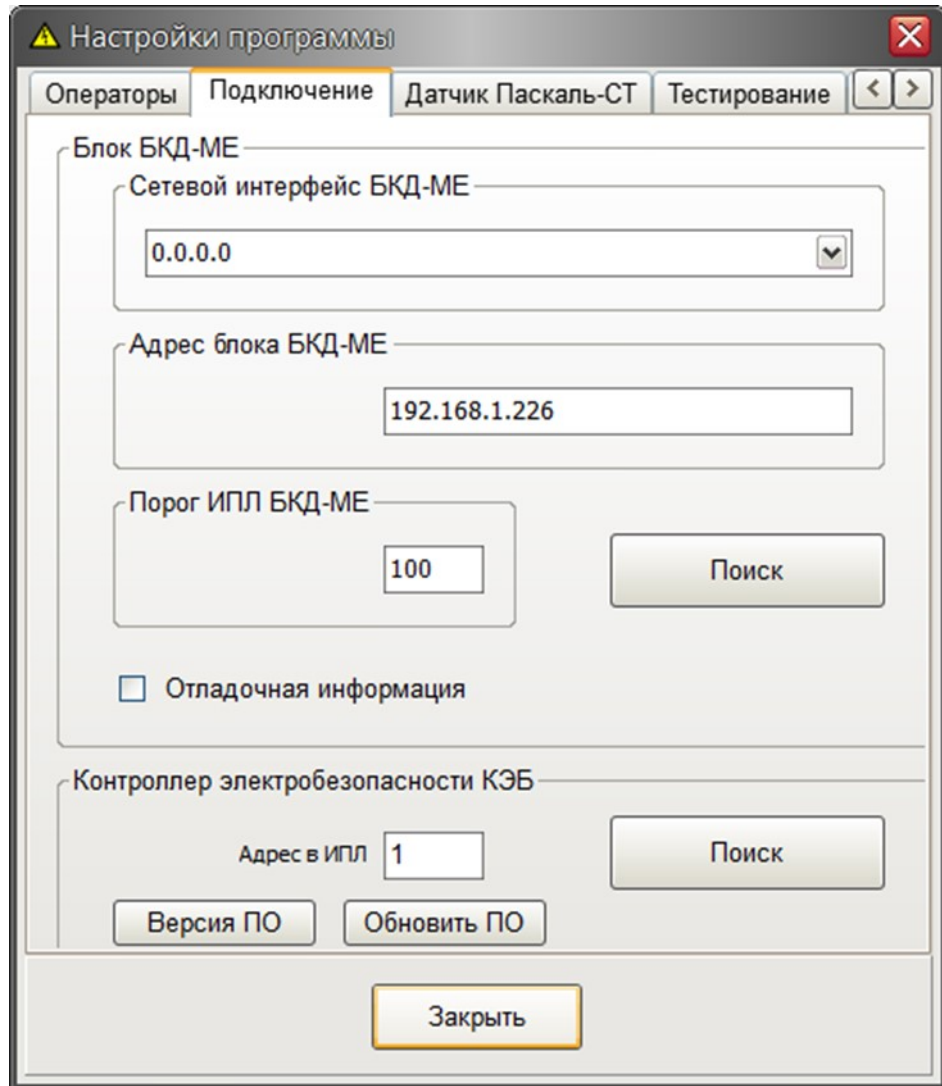 Настройки программы
Операторы Подключение Датчик Паскаль-СТ Тестирование
Блок БКД-МЕ
Сетевой интерфейс БКД-МЕ
0.0.0.0
Адрес блока БКД-МЕ
192.168.1.226
Порог ИПЛ БКД-МЕ
100
Поиск
Отладочная информация
Контроллер электробезопасности КЭБ
Адрес в ИПЛ 1
Поиск
Версия ПО Обновить ПО
Закрыть